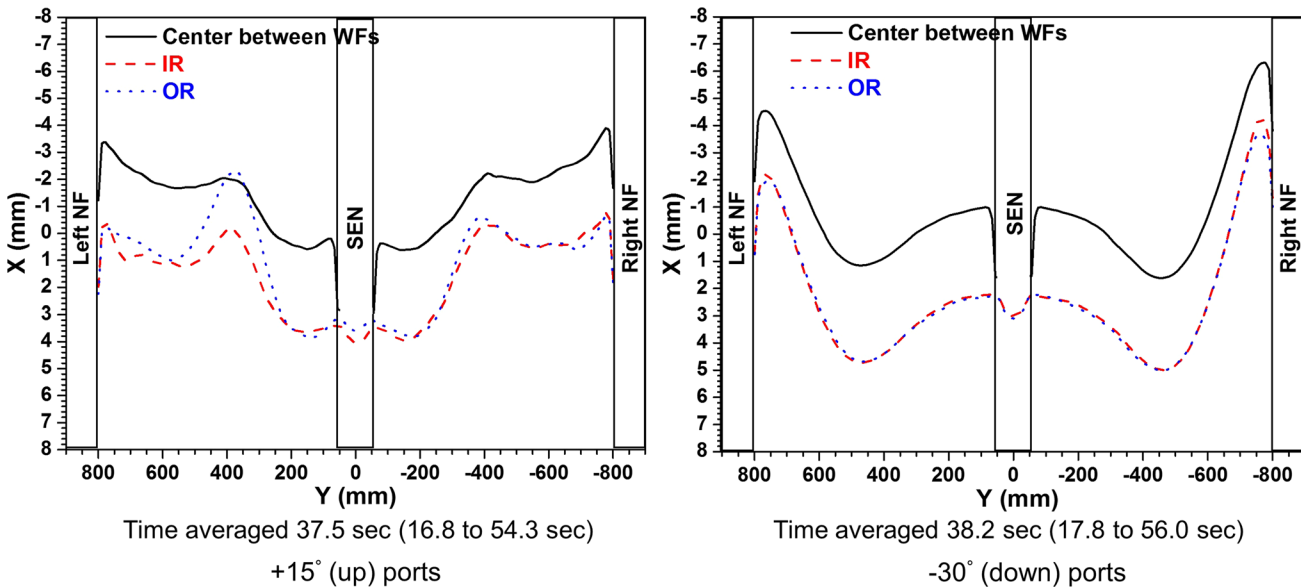 -8
-7
-6
-5
-4
-3
-2
-1
0
1
2
3
4
5
6
7
8
X (mm)
Center between WFs
IR
OR
Left NF
SEN
Right NF
800 600 400 200 0 -200 -400 -600 -800
Y (mm)
Time averaged 37.5 sec (16.8 to 54.3 sec)
+15° (up) ports
-8
-7
-6
-5
-4
-3
-2
-1
0
1
2
3
4
5
6
7
8
X (mm)
Center between WFs
IR
OR
Left NF
SEN
Right NF
800 600 400 200 0 -200 -400 -600 -800
Y (mm)
Time averaged 38.2 sec (17.8 to 56.0 sec)
-30° (down) ports